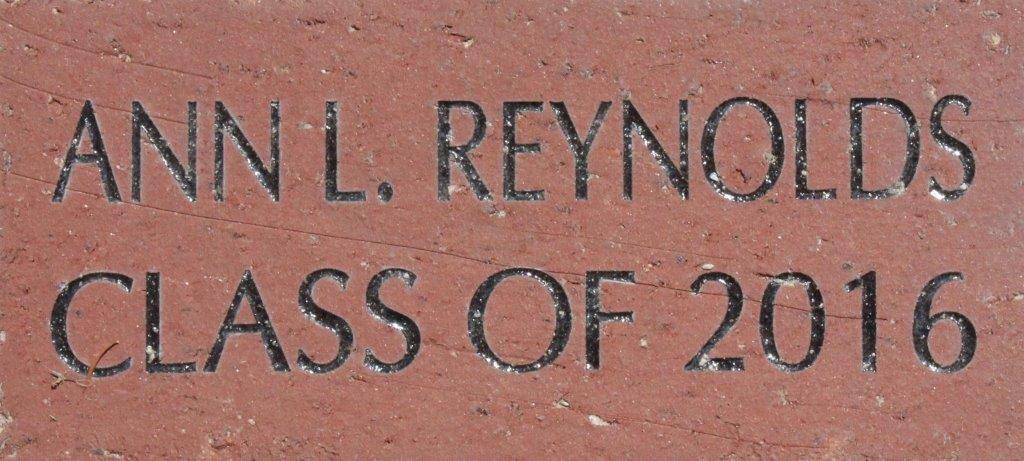 ANN L. REYNOLDS
CLASS OF 2016